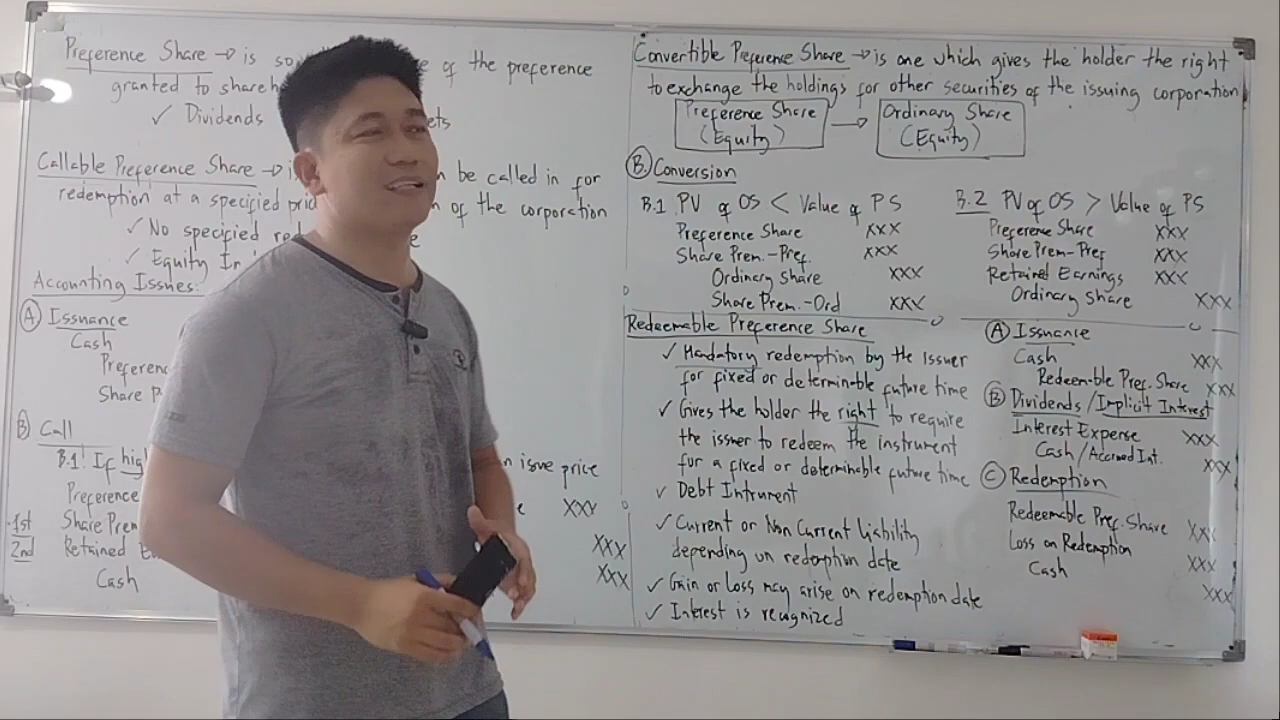 Preference Share → is so
e of the preference
granted to shareh
✓ Dividends
ets
Callable Preference Share → i
n be called in for
redemption at a specified pric
n of the corporation
✓ No specified red
e
✓ Equity In
Accounting Issues:
Ⓐ Issuance
Cash
Preferenc
Share P
Ⓑ Call
B.1 If high
n issue price
Preference
e XXX
1st Share Prem
XXX
2nd Retained E
XXX
Cash
Convertible Preference Share → is one which gives the holder the right
to exchange the holdings for other securities of the issuing corporation
Preference Share (Equity) → Ordinary Share (Equity)
Ⓑ Conversion
B.1 PV of OS < Value of PS
Preference Share XXX
Share Prem.-Pref. XXX
Ordinary Share XXX
Share Prem.-Ord XXX
B.2 PV of OS > Value of PS
Preference Share XXX
Share Prem-Pref XXX
Retained Earnings XXX
Ordinary Share XXX
Redeemable Preference Share
✓ Mandatory redemption by the Issuer
for fixed or determinable future time
✓ Gives the holder the right to require
the issuer to redeem the instrument
for a fixed or determinable future time
✓ Debt Intrument
✓ Current or Non Current Liability
depending on redemption date
✓ Gain or Loss may arise on redemption date
✓ Interest is recognized
Ⓐ Issuance
Cash XXX
Redeemable Pref. Share XXX
Ⓑ Dividends/Implicit Interest
Interest Expense XXX
Cash/Accrued Int. XXX
Ⓒ Redemption
Redeemable Pref. Share XXX
Loss on Redemption XXX
Cash XXX